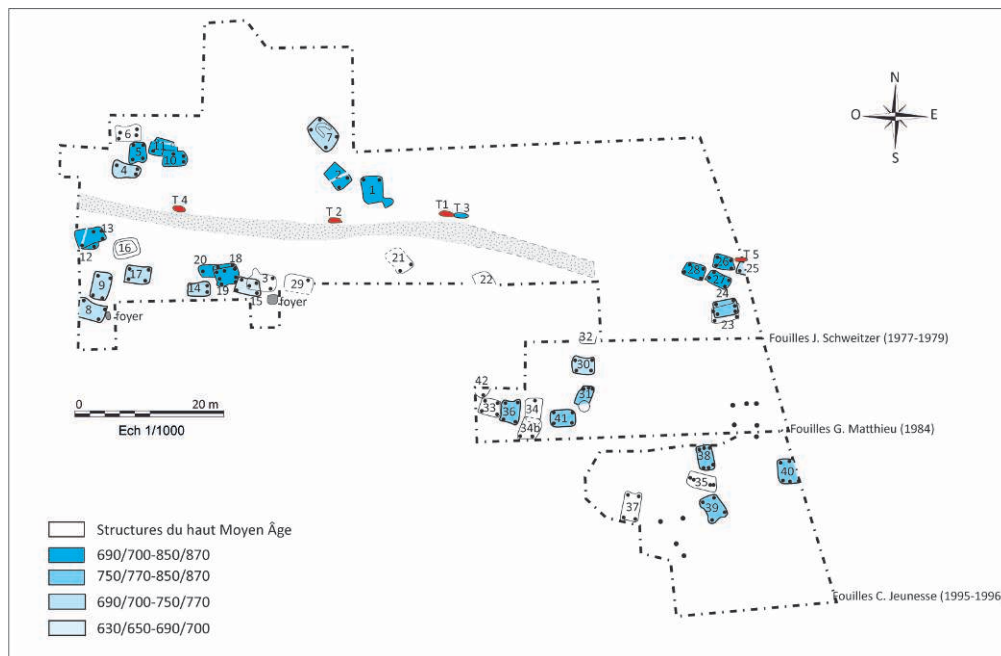 N
O E
S
6
5
11
10
4
7
2
1
T 4
T 2
T1 T 3
13
12
16
17
9
8
foyer
20
18
14
19
15
3
foyer
29
21
22
T 5
26
25
28
27
24
23
Fouilles J. Schweitzer (1977-1979)
32
30
31
42
33
36
34
34b
41
Fouilles G. Matthieu (1984)
38
35
40
37
39
Fouilles C. Jeunesse (1995-1996)
0 20 m
Ech 1/1000
Structures du haut Moyen Âge
690/700-850/870
750/770-850/870
690/700-750/770
630/650-690/700